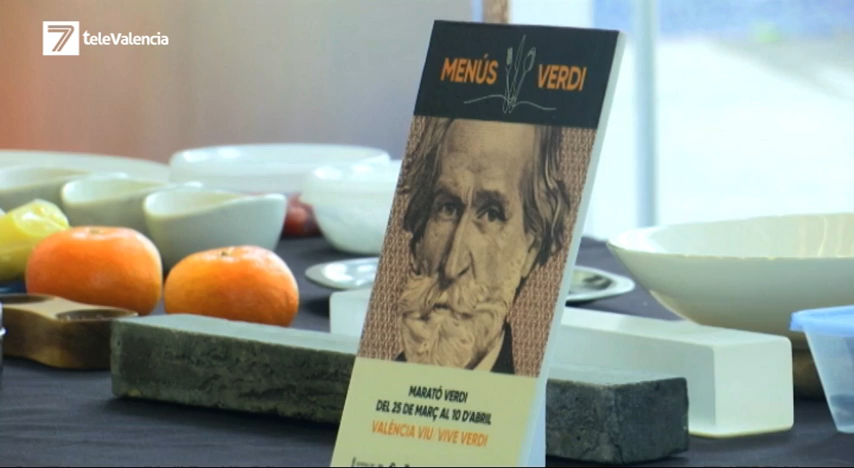 7 teleValencia
MENÚS VERDI
MARATÓ VERDI
DEL 25 DE MARÇ AL 10 D'ABRIL
VALÈNCIA VIU VIVE VERDI